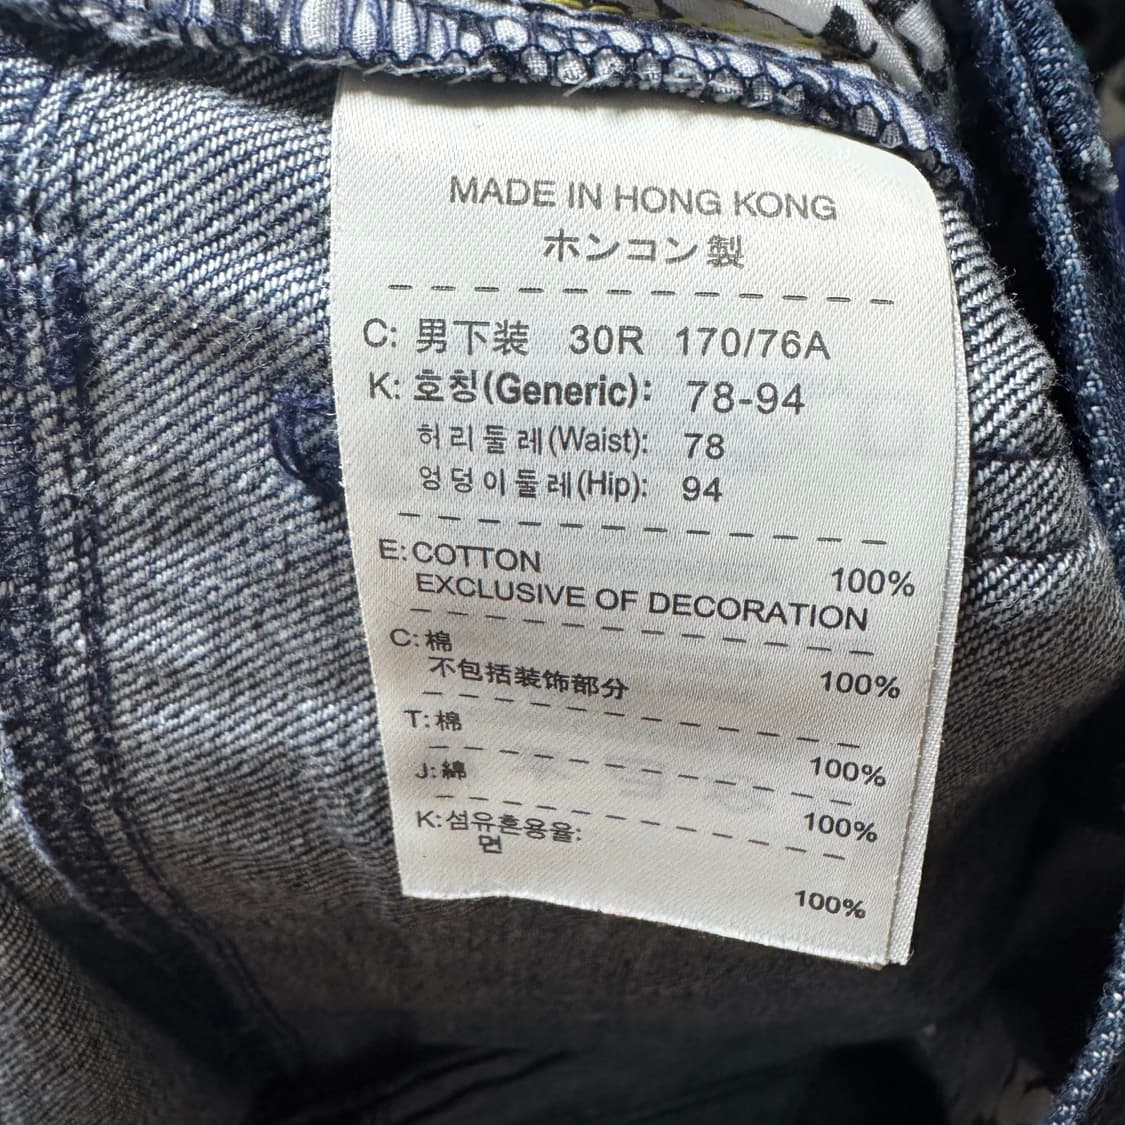 MADE IN HONG KONG
ホンコン製
C: 男下装 30R 170/76A
K: 호칭(Generic): 78-94
허리둘레(Waist): 78
엉덩이둘레(Hip): 94
E: COTTON 100%
EXCLUSIVE OF DECORATION
C: 棉 100%
不包括装饰部分
T: 棉 100%
J: 綿 100%
K: 섬유혼용율:
면 100%